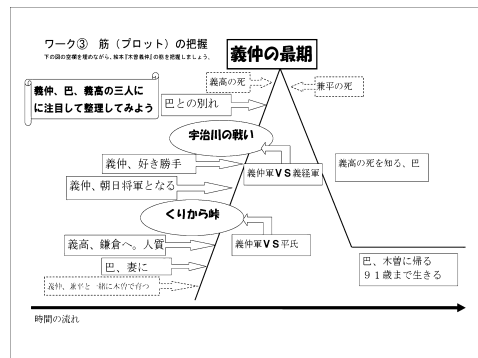 ワーク③ 筋（プロット）の把握
下の図の空欄を埋めながら、絵本『木曽義仲』の筋を把握しましょう。
義仲の最期
義仲、巴、義高の三人に
に注目して整理してみよう
義高の死
兼平の死
巴との別れ
宇治川の戦い
義仲、好き勝手
義仲軍ＶＳ義経軍
義高の死を知る、巴
義仲、朝日将軍となる
くりから峠
義高、鎌倉へ。人質
義仲軍ＶＳ平氏
巴、妻に
巴、木曽に帰る
９１歳まで生きる
義仲、兼平と一緒に木曽で育つ
時間の流れ